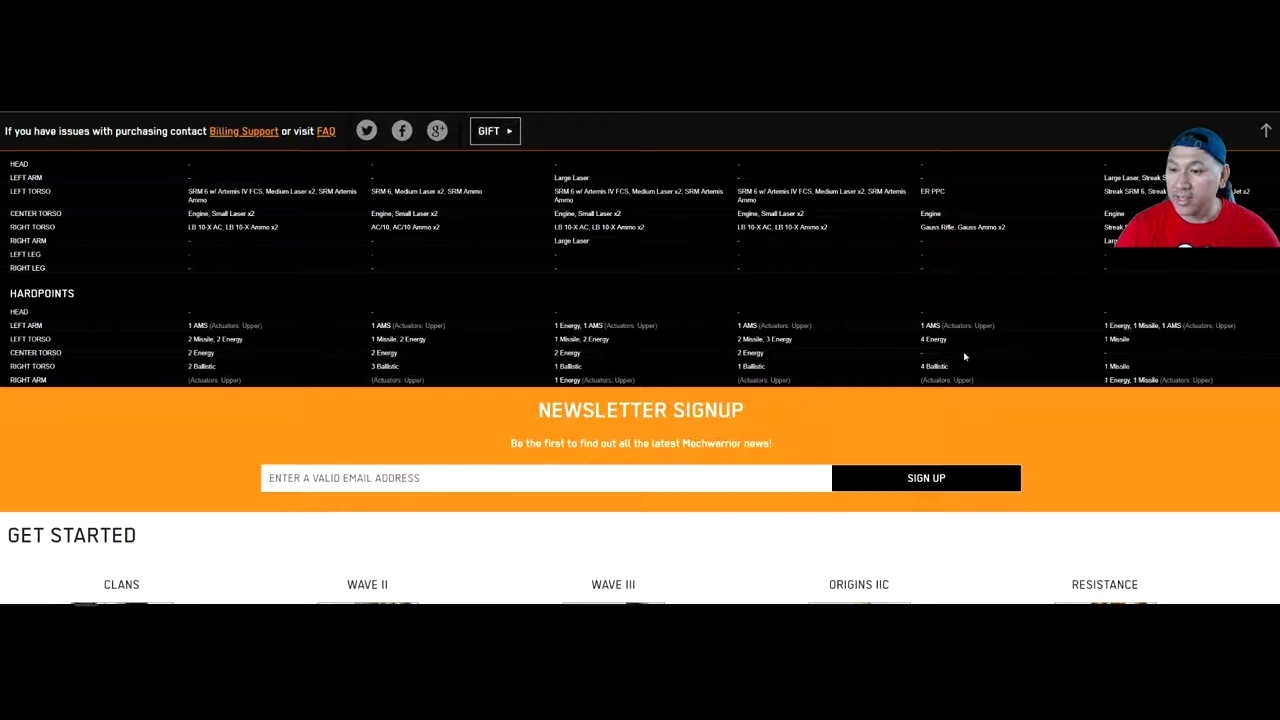 If you have issues with purchasing contact Billing Support or visit FAQ GIFT
HEAD - - - - - -
LEFT ARM - - Large Laser - - Large Laser, Streak
LEFT TORSO SRM 6 w/ Artemis IV FCS, Medium Laser x2, SRM Artemis Ammo SRM 6, Medium Laser x2, SRM Ammo SRM 6 w/ Artemis IV FCS, Medium Laser x2, SRM Artemis Ammo SRM 6 w/ Artemis IV FCS, Medium Laser x2, SRM Artemis Ammo ER PPC Streak SRM 6, Streak Jet x2
CENTER TORSO Engine, Small Laser x2 Engine, Small Laser x2 Engine, Small Laser x2 Engine, Small Laser x2 Engine Engine
RIGHT TORSO LB 10-X AC, LB 10-X Ammo x2 AC/10, AC/10 Ammo x2 LB 10-X AC, LB 10-X Ammo x2 LB 10-X AC, LB 10-X Ammo x2 Gauss Rifle, Gauss Ammo x2 Streak
RIGHT ARM - - Large Laser - -
LEFT LEG - - - - - -
RIGHT LEG - - - - - -
HARDPOINTS
HEAD - - - - - -
LEFT ARM 1 AMS (Actuators: Upper) 1 AMS (Actuators: Upper) 1 Energy, 1 AMS (Actuators: Upper) 1 AMS (Actuators: Upper) 1 AMS (Actuators: Upper) 1 Energy, 1 Missile, 1 AMS (Actuators: Upper)
LEFT TORSO 2 Missile, 2 Energy 1 Missile, 2 Energy 1 Missile, 2 Energy 2 Missile, 3 Energy 4 Energy 1 Missile
CENTER TORSO 2 Energy 2 Energy 2 Energy 2 Energy - -
RIGHT TORSO 2 Ballistic 3 Ballistic 1 Ballistic 1 Ballistic 4 Ballistic 1 Missile
RIGHT ARM (Actuators: Upper) (Actuators: Upper) 1 Energy (Actuators: Upper) (Actuators: Upper) (Actuators: Upper) 1 Energy, 1 Missile (Actuators: Upper)
NEWSLETTER SIGNUP
Be the first to find out all the latest Mechwarrior news!
ENTER A VALID EMAIL ADDRESS SIGN UP
GET STARTED
CLANS WAVE II WAVE III ORIGINS IIC RESISTANCE